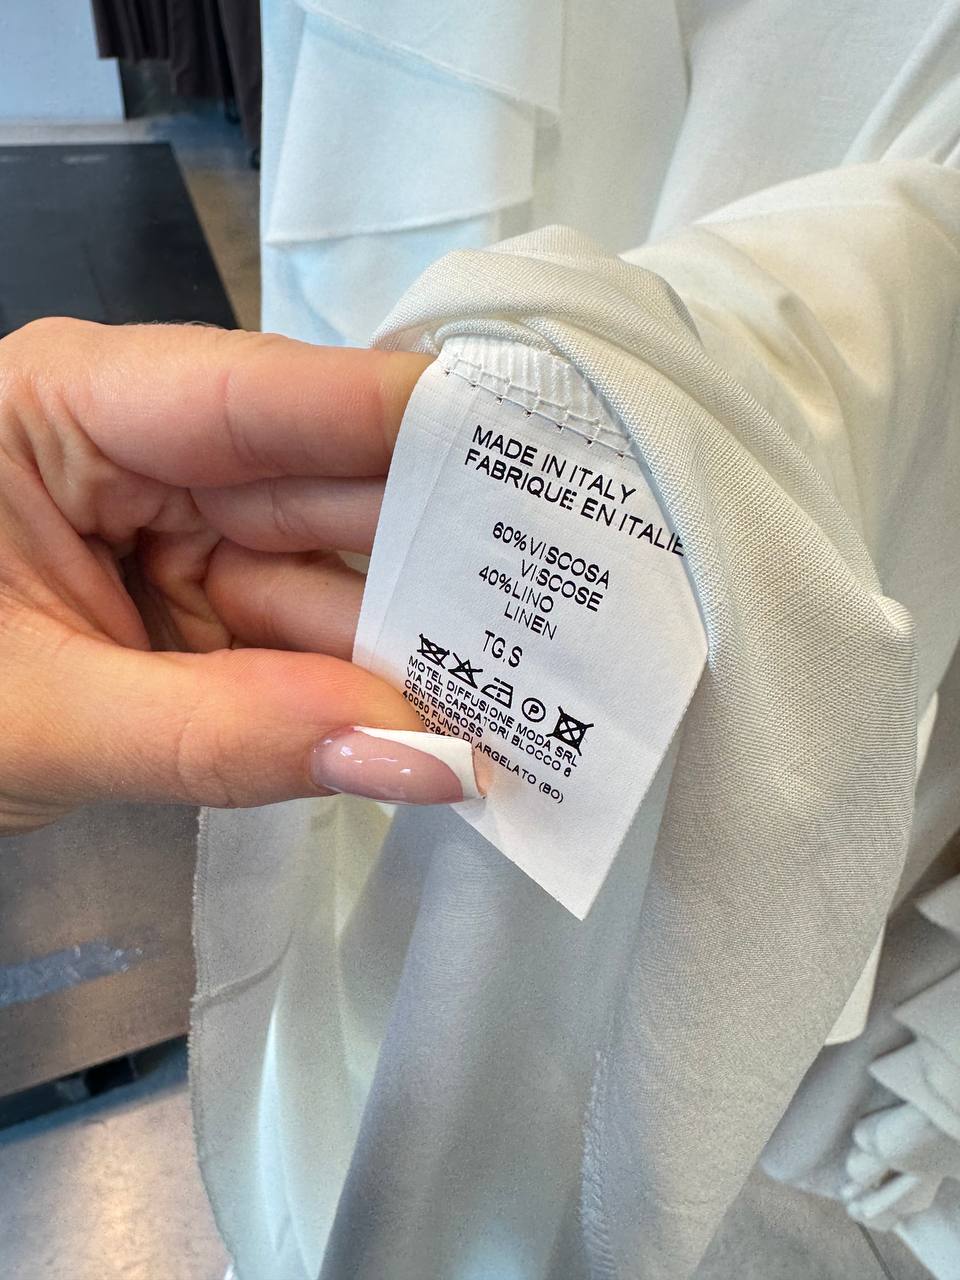 MADE IN ITALY
FABRIQUE EN ITALIE
60% VISCOSA
VISCOSE
40% LINO
LINEN
TG.S
P
MOTEL DIFFUSIONE MODA SRL
VIA DEI CARDATORI BLOCCO 6
CENTERGROSS
40050 FUNO DI ARGELATO (BO)